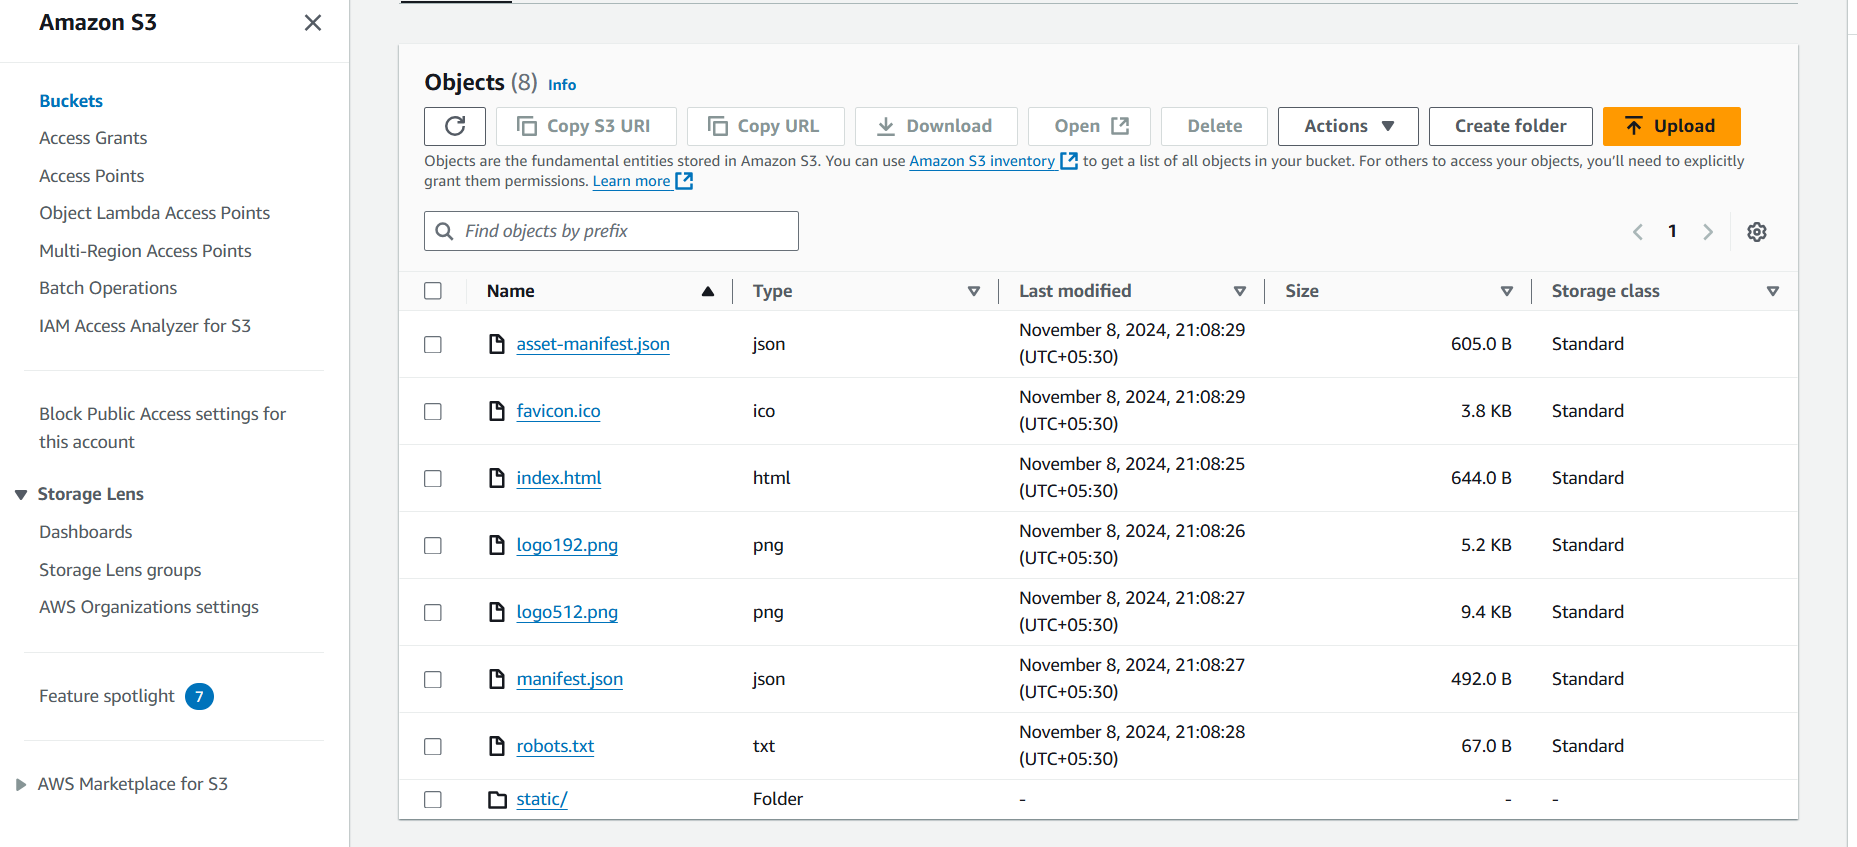 Amazon S3
Buckets
Access Grants
Access Points
Object Lambda Access Points
Multi-Region Access Points
Batch Operations
IAM Access Analyzer for S3
Block Public Access settings for
this account
Storage Lens
Dashboards
Storage Lens groups
AWS Organizations settings
Feature spotlight 7
AWS Marketplace for S3
Objects (8) Info
Copy S3 URI Copy URL Download Open Delete Actions Create folder Upload
Objects are the fundamental entities stored in Amazon S3. You can use Amazon S3 inventory to get a list of all objects in your bucket. For others to access your objects, you'll need to explicitly
grant them permissions. Learn more
Find objects by prefix
1
Name Type Last modified Size Storage class
asset-manifest.json json November 8, 2024, 21:08:29 (UTC+05:30) 605.0 B Standard
favicon.ico ico November 8, 2024, 21:08:29 (UTC+05:30) 3.8 KB Standard
index.html html November 8, 2024, 21:08:25 (UTC+05:30) 644.0 B Standard
logo192.png png November 8, 2024, 21:08:26 (UTC+05:30) 5.2 KB Standard
logo512.png png November 8, 2024, 21:08:27 (UTC+05:30) 9.4 KB Standard
manifest.json json November 8, 2024, 21:08:27 (UTC+05:30) 492.0 B Standard
robots.txt txt November 8, 2024, 21:08:28 (UTC+05:30) 67.0 B Standard
static/ Folder - - -